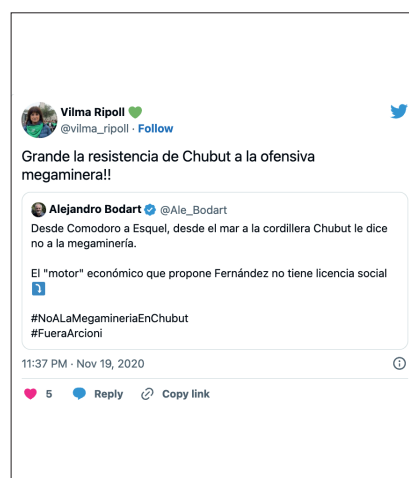 Vilma Ripoll 💚
@vilma_ripoll · Follow
Grande la resistencia de Chubut a la ofensiva
megaminera!!
Alejandro Bodart @Ale_Bodart
Desde Comodoro a Esquel, desde el mar a la cordillera Chubut le dice
no a la megaminería.
El "motor" económico que propone Fernández no tiene licencia social
⤵️
#NoALaMegamineriaEnChubut
#FueraArcioni
11:37 PM · Nov 19, 2020
5 Reply Copy link